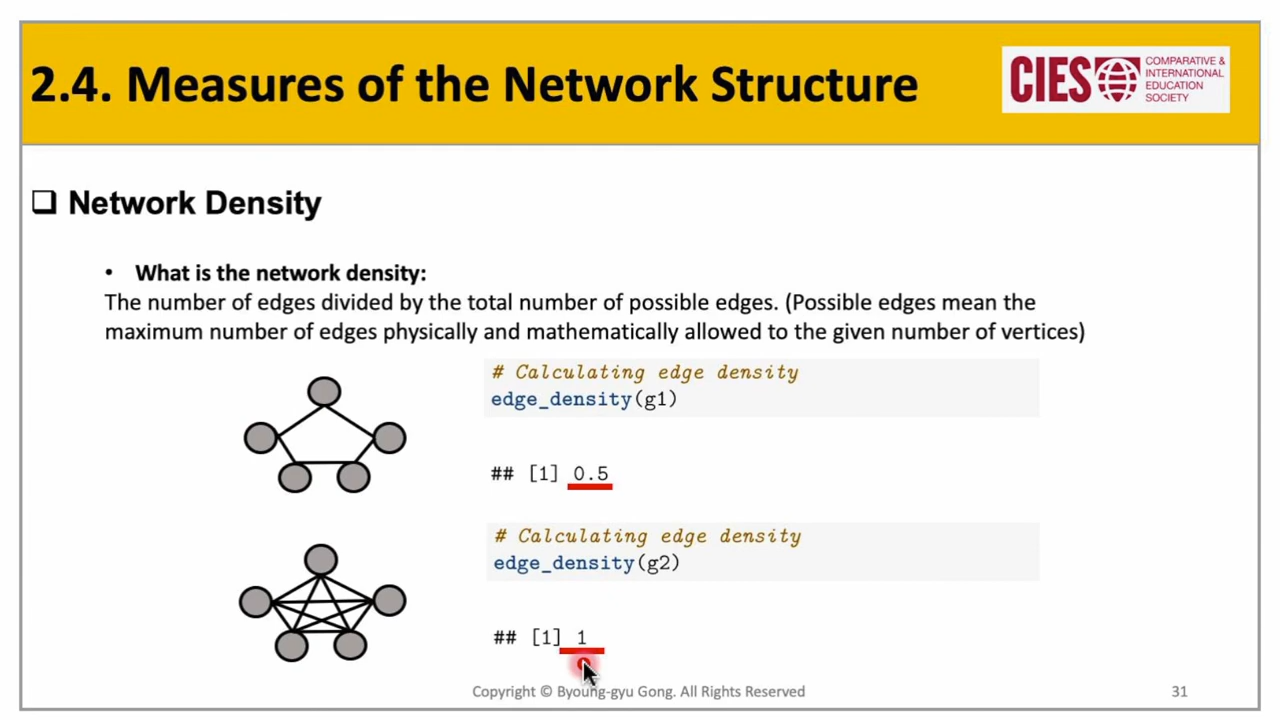 2.4. Measures of the Network Structure
CIES
COMPARATIVE &
INTERNATIONAL
EDUCATION
SOCIETY
❑ Network Density
• What is the network density:
The number of edges divided by the total number of possible edges. (Possible edges mean the
maximum number of edges physically and mathematically allowed to the given number of vertices)
# Calculating edge density
edge_density(g1)
## [1] 0.5
# Calculating edge density
edge_density(g2)
## [1] 1
Copyright © Byoung-gyu Gong. All Rights Reserved
31